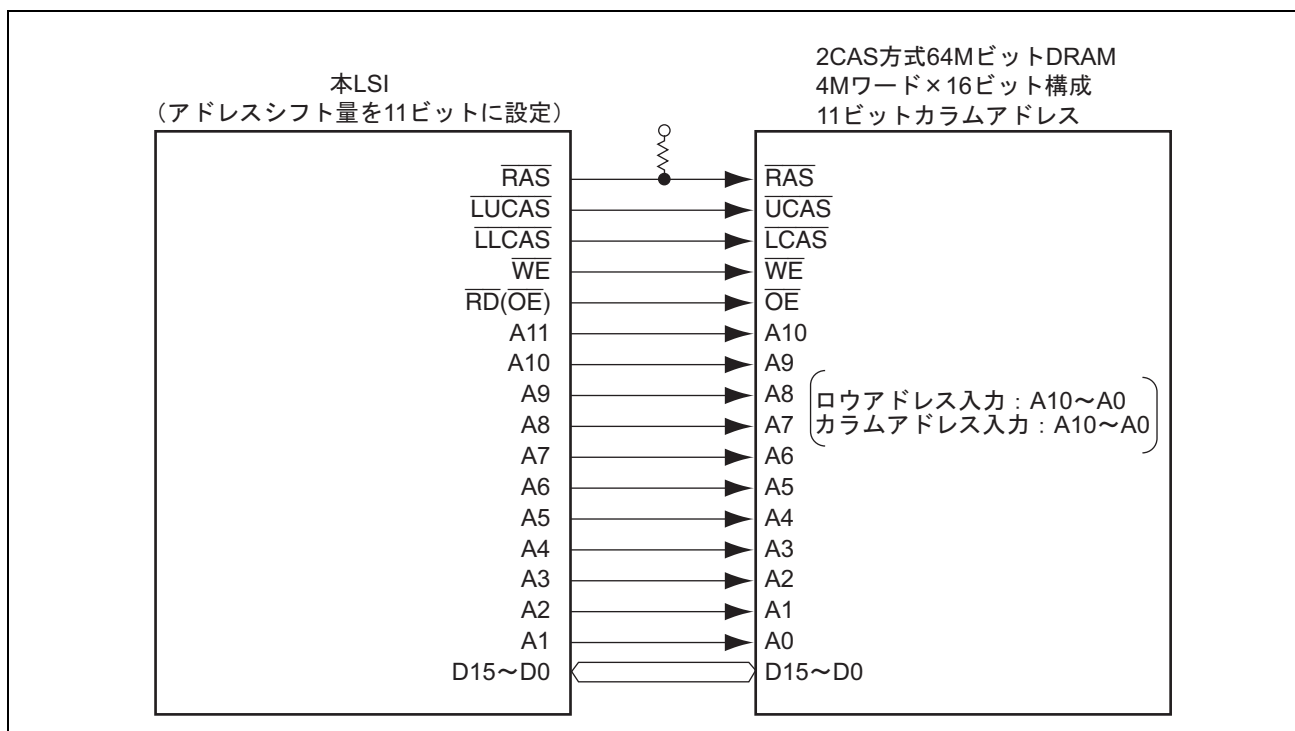 本LSI
（アドレスシフト量を11ビットに設定）
2CAS方式64MビットDRAM
4Mワード×16ビット構成
11ビットカラムアドレス
RAS RAS
LUCAS UCAS
LLCAS LCAS
WE WE
RD(OE) OE
A11 A10
A10 A9
A9 A8
A8 A7
ロウアドレス入力：A10～A0
カラムアドレス入力：A10～A0
A7 A6
A6 A5
A5 A4
A4 A3
A3 A2
A2 A1
A1 A0
D15～D0 D15～D0